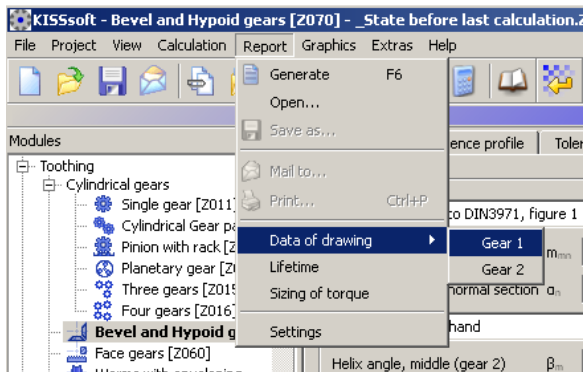 KISSsoft - Bevel and Hypoid gears [Z070] - _State before last calculation.Z
File Project View Calculation Report Graphics Extras Help
Generate F6
Open...
Save as...
Mail to...
Print... Ctrl+P
Data of drawing
Lifetime
Sizing of torque
Settings
Gear 1
Gear 2
Modules
Toothing
Cylindrical gears
Single gear [Z011]
Cylindrical Gear pa
Pinion with rack [Z
Planetary gear [Z
Three gears [Z015
Four gears [Z016]
Bevel and Hypoid g
Face gears [Z060]
ence profile Toler
to DIN3971, figure 1
mmn
normal section αn
hand
Helix angle, middle (gear 2) βm